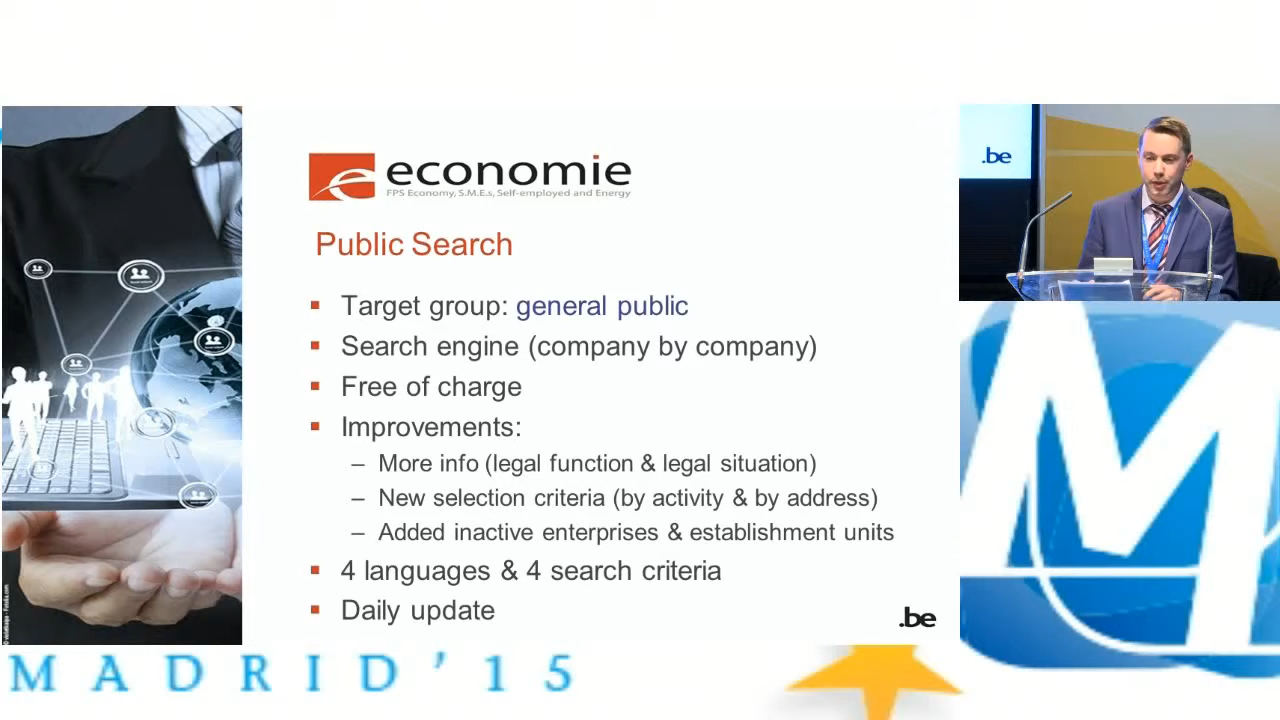 economie
FPS Economy, S.M.E.s, Self-employed and Energy
Public Search
▪ Target group: general public
▪ Search engine (company by company)
▪ Free of charge
▪ Improvements:
– More info (legal function & legal situation)
– New selection criteria (by activity & by address)
– Added inactive enterprises & establishment units
▪ 4 languages & 4 search criteria
▪ Daily update
.be
.be
M
MADRID'15